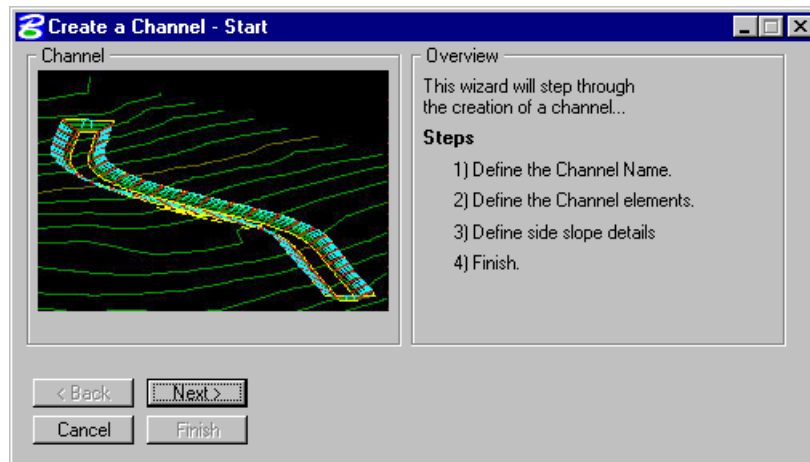 Create a Channel - Start
Channel
Overview
This wizard will step through
the creation of a channel...
Steps
1) Define the Channel Name.
2) Define the Channel elements.
3) Define side slope details
4) Finish.
< Back
Next >
Cancel
Finish